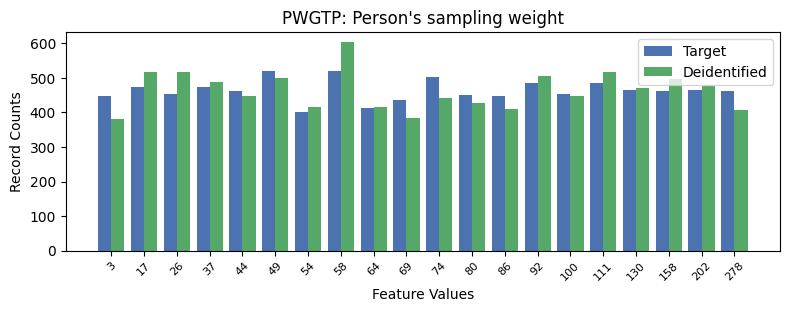 PWGTP: Person's sampling weight
Record Counts
600
500
400
300
200
100
0
Target
Deidentified
3 17 26 37 44 49 54 58 64 69 74 80 86 92 100 111 130 158 202 278
Feature Values